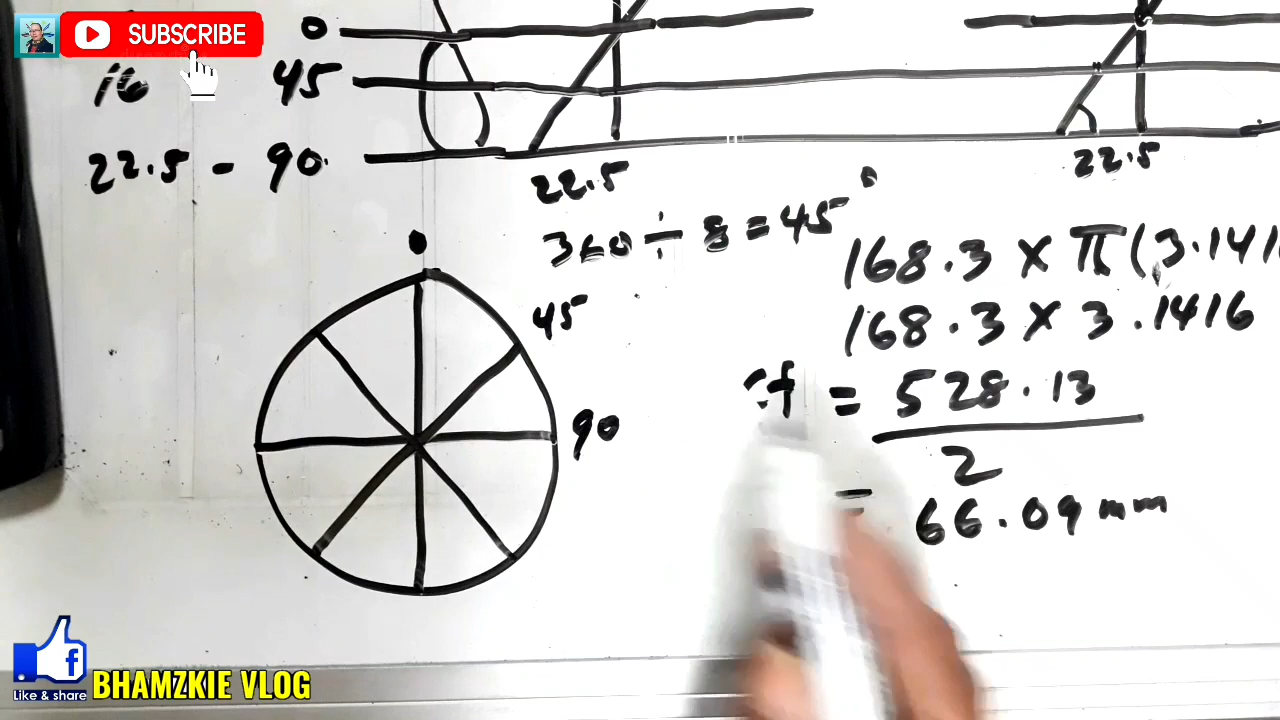 SUBSCRIBE
0
16 45
22.5 - 90
22.5
22.5
360 ÷ 8 = 45°
0
45
90
168.3 x π (3.1416
168.3 x 3.1416
= 528.13
2
= 66.09 mm
Like & share
BHAMZKIE VLOG